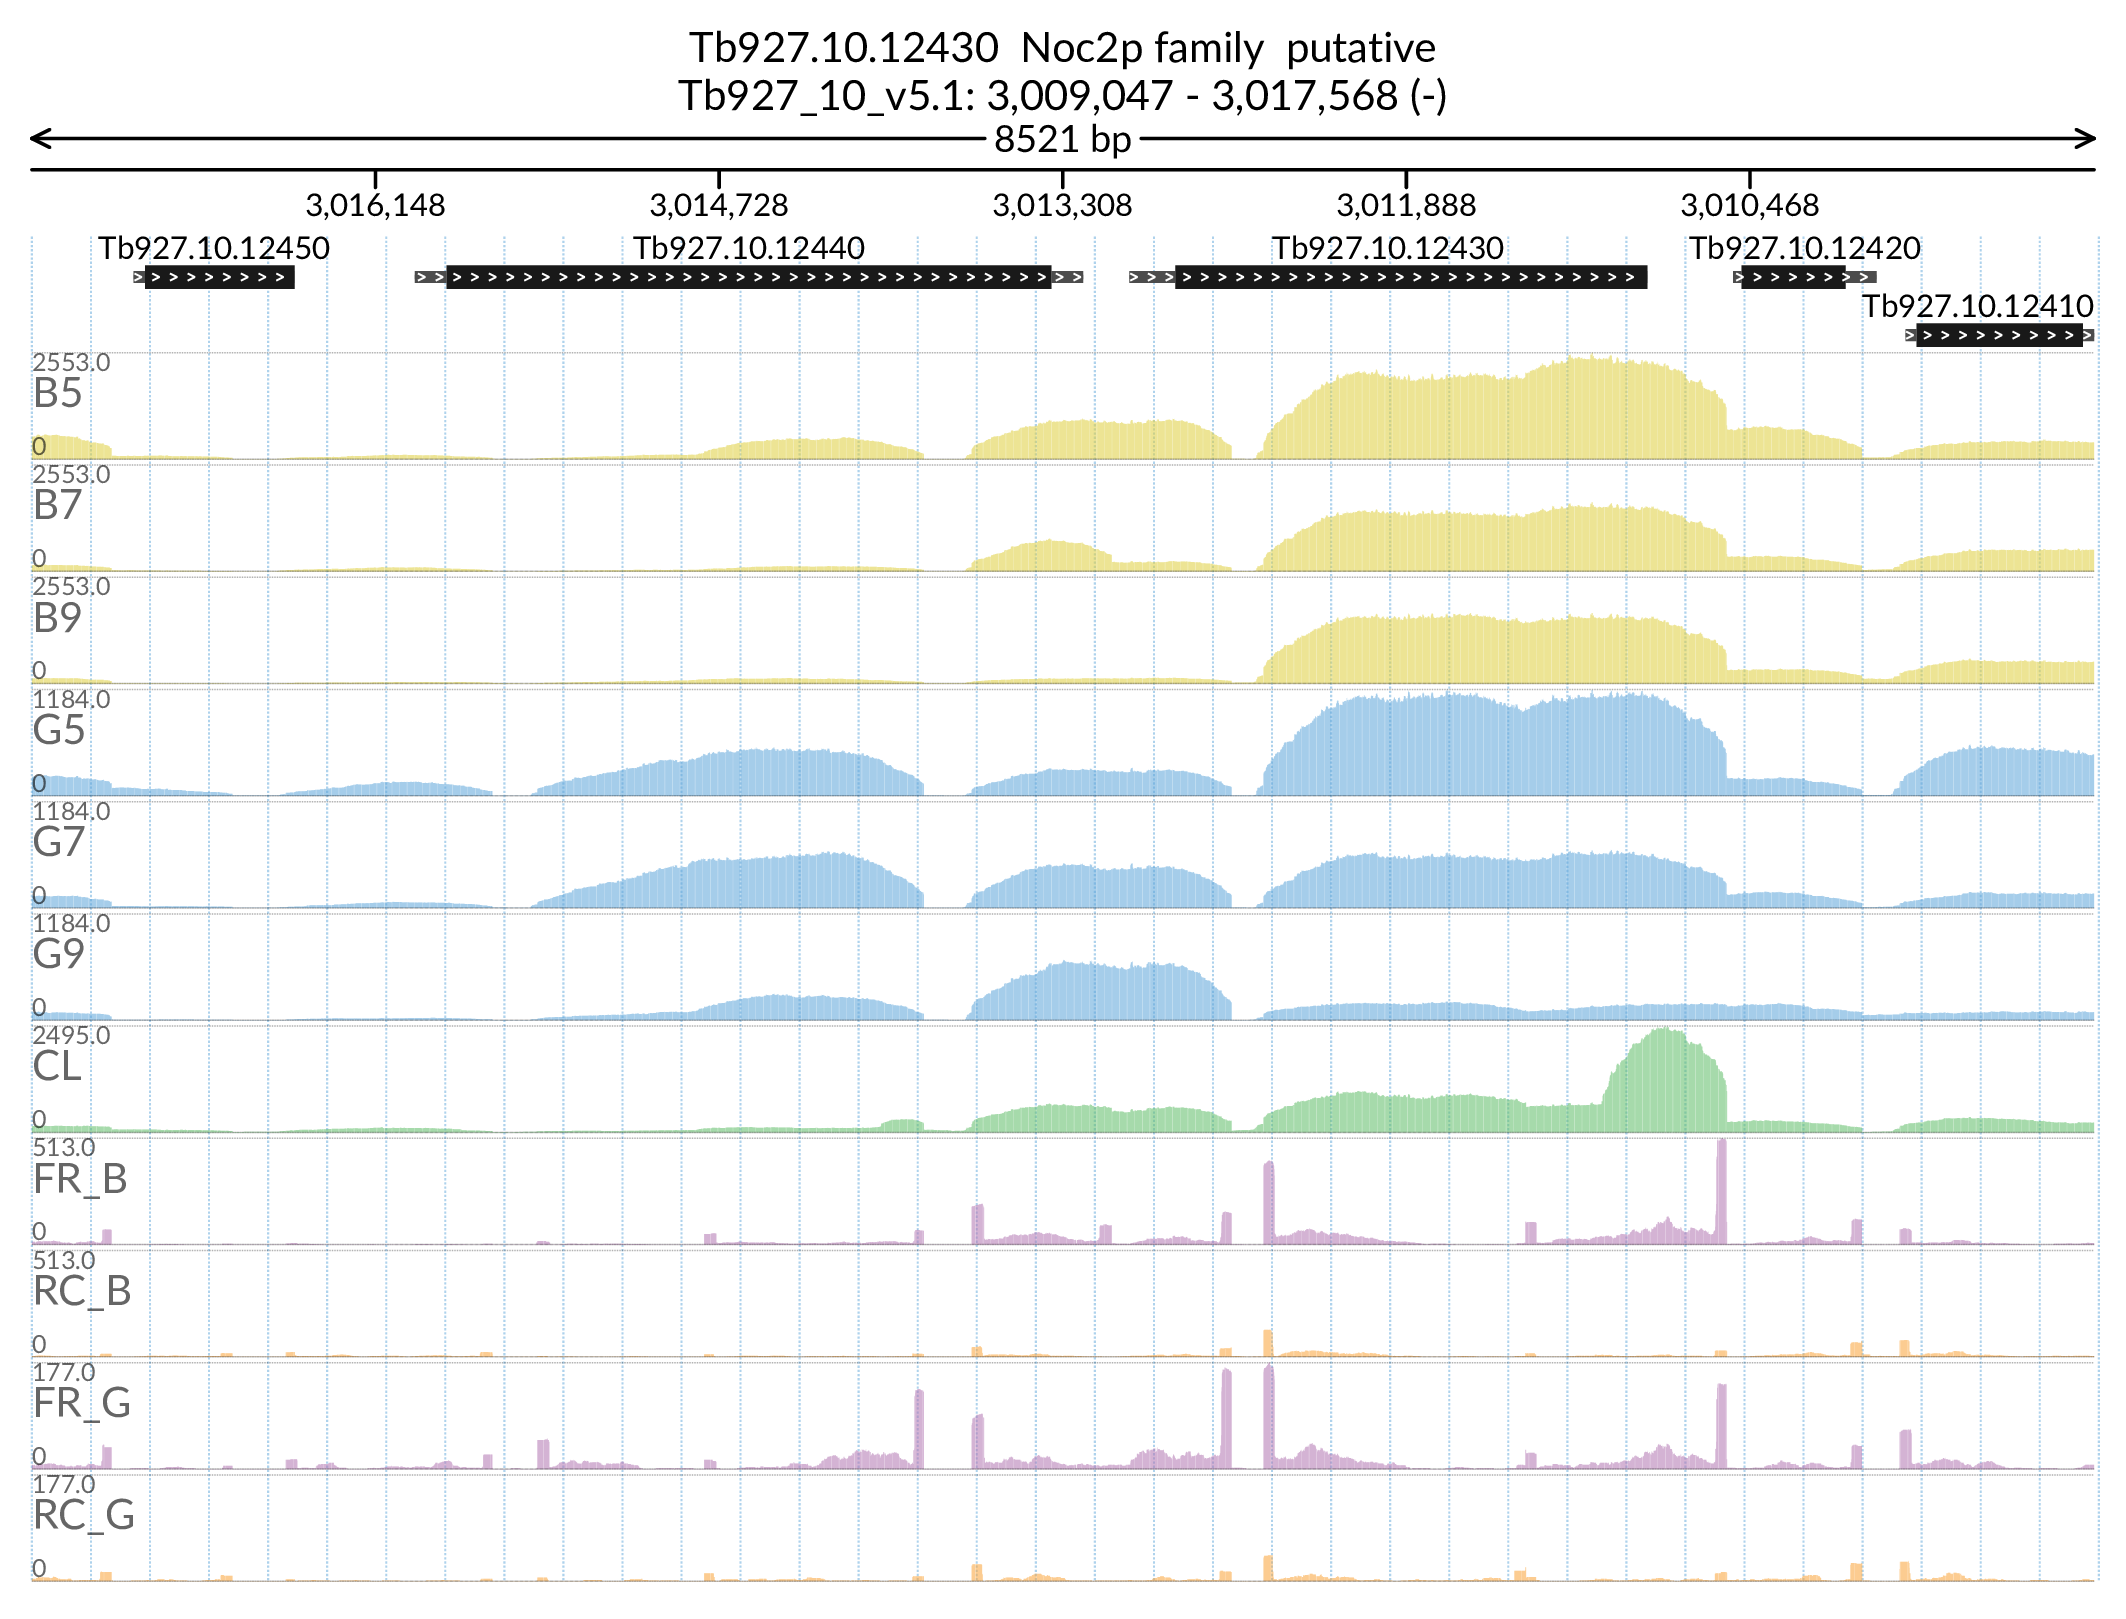 Tb927.10.12430  Noc2p family  putative
Tb927_10_v5.1: 3,009,047 - 3,017,568 (-)
8521 bp
3,016,148 3,014,728 3,013,308 3,011,888 3,010,468
Tb927.10.12450 Tb927.10.12440 Tb927.10.12430 Tb927.10.12420
Tb927.10.12410
2553.0
B5
0
2553.0
B7
0
2553.0
B9
0
1184.0
G5
0
1184.0
G7
0
1184.0
G9
0
2495.0
CL
0
513.0
FR_B
0
513.0
RC_B
0
177.0
FR_G
0
177.0
RC_G
0